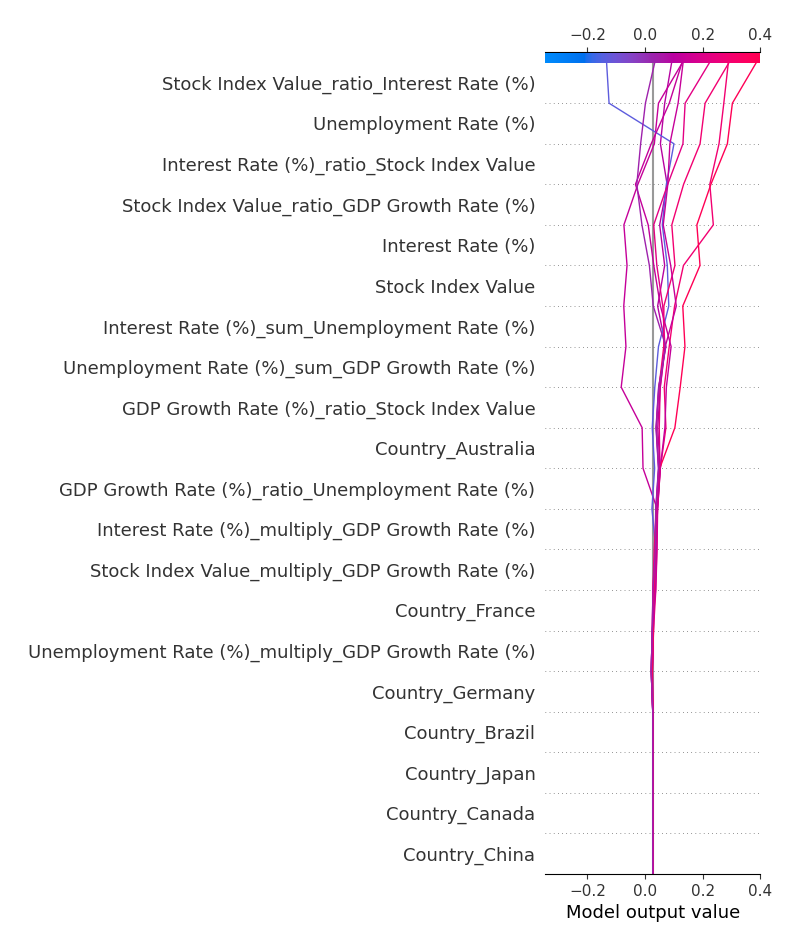 −0.2 0.0 0.2 0.4
Stock Index Value_ratio_Interest Rate (%)
Unemployment Rate (%)
Interest Rate (%)_ratio_Stock Index Value
Stock Index Value_ratio_GDP Growth Rate (%)
Interest Rate (%)
Stock Index Value
Interest Rate (%)_sum_Unemployment Rate (%)
Unemployment Rate (%)_sum_GDP Growth Rate (%)
GDP Growth Rate (%)_ratio_Stock Index Value
Country_Australia
GDP Growth Rate (%)_ratio_Unemployment Rate (%)
Interest Rate (%)_multiply_GDP Growth Rate (%)
Stock Index Value_multiply_GDP Growth Rate (%)
Country_France
Unemployment Rate (%)_multiply_GDP Growth Rate (%)
Country_Germany
Country_Brazil
Country_Japan
Country_Canada
Country_China
−0.2 0.0 0.2 0.4
Model output value